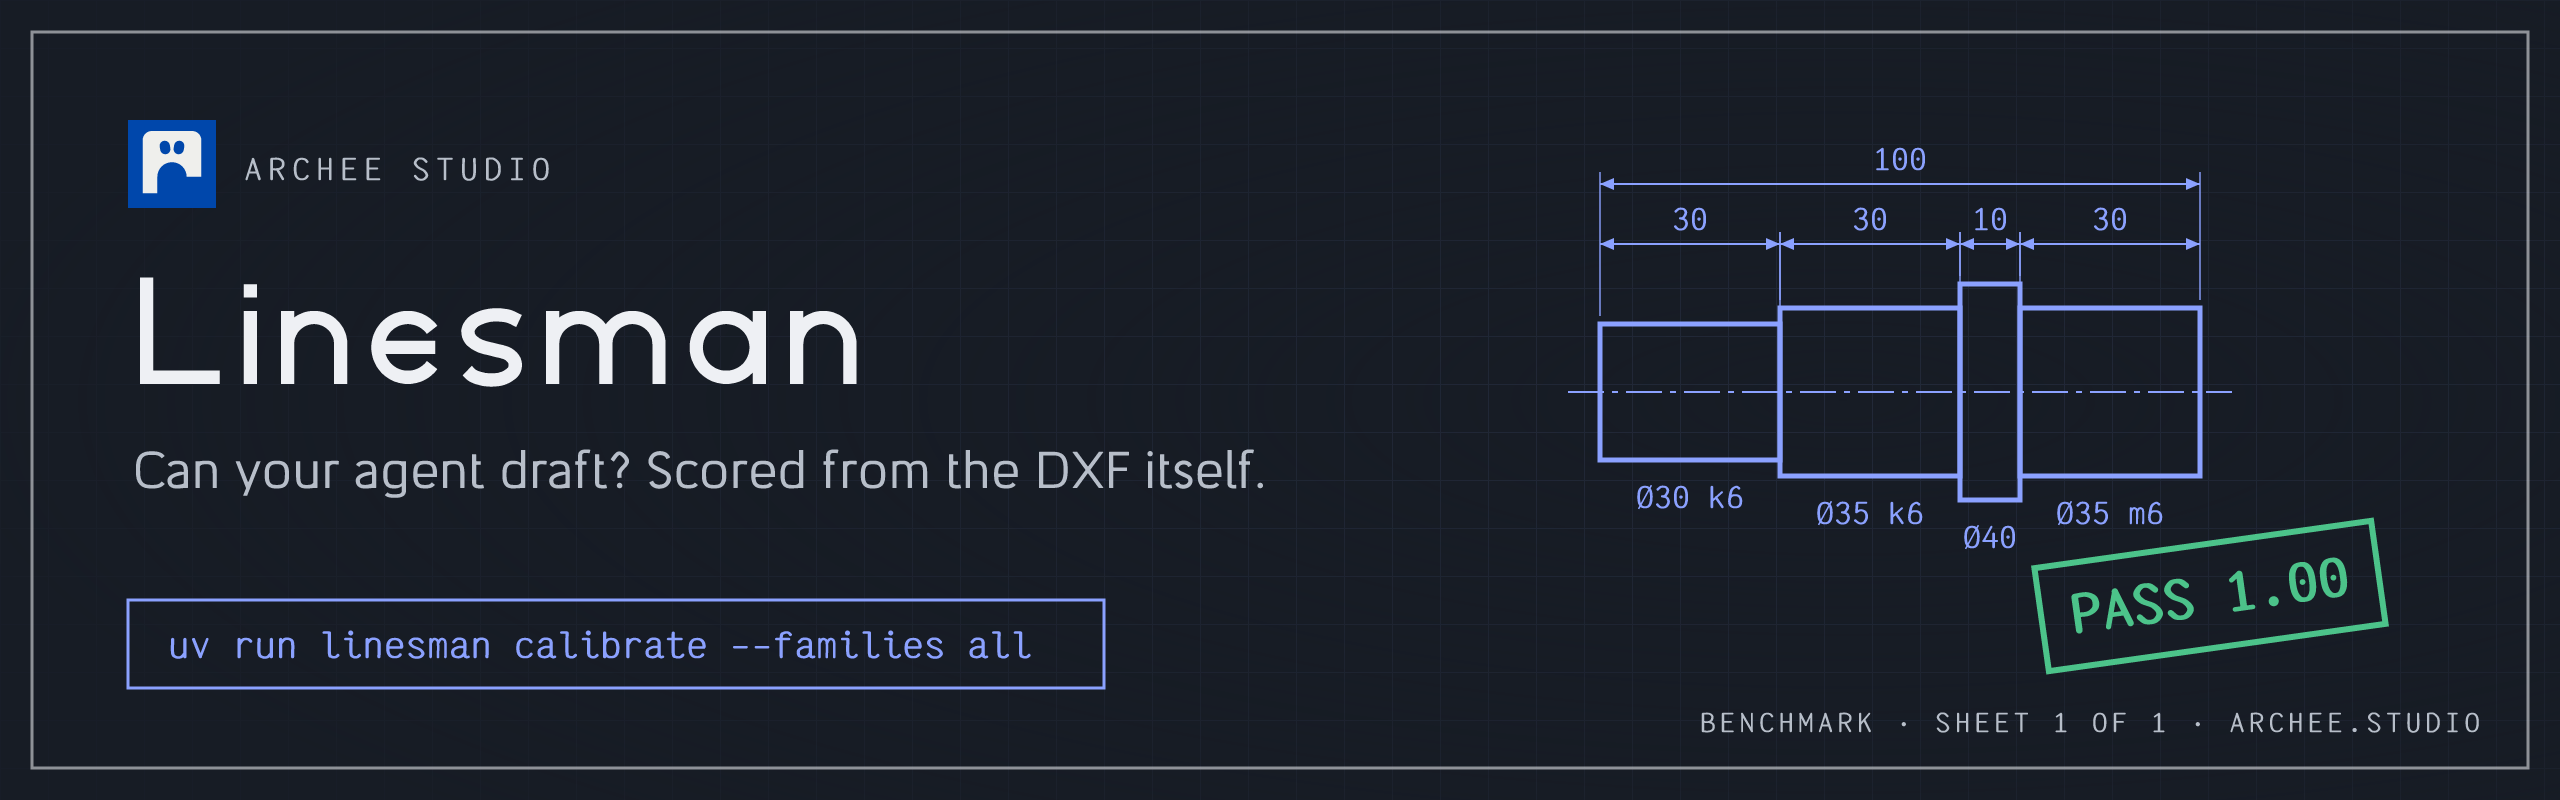 ARCHEE STUDIO
Linesman
Can your agent draft? Scored from the DXF itself.
uv run linesman calibrate --families all
100
30 30 10 30
Ø30 k6
Ø35 k6
Ø40
Ø35 m6
PASS 1.00
BENCHMARK · SHEET 1 OF 1 · ARCHEE.STUDIO